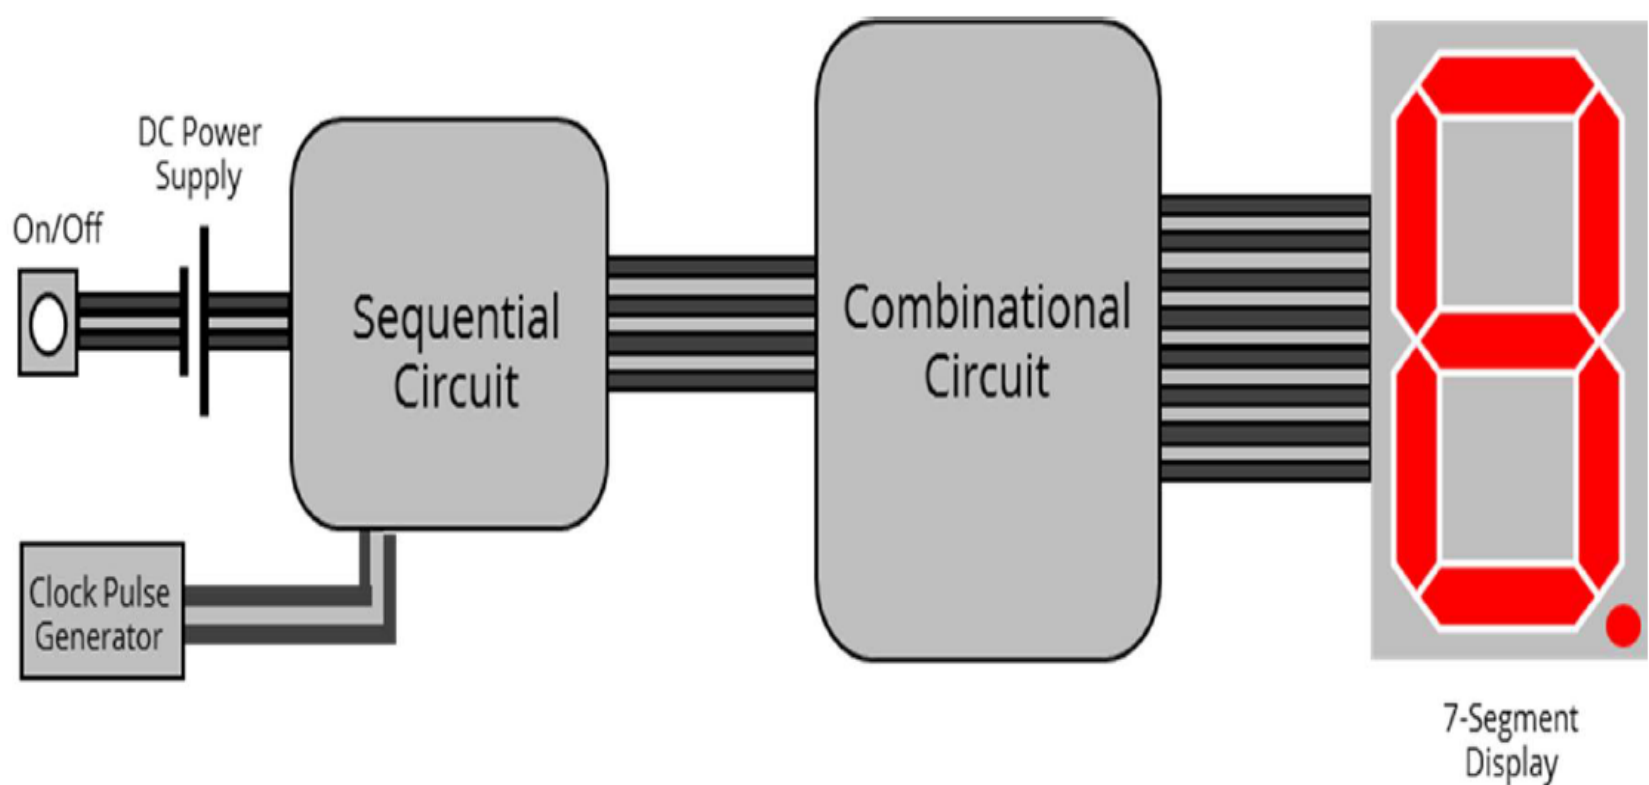 DC Power
Supply
On/Off
Sequential
Circuit
Combinational
Circuit
Clock Pulse
Generator
7-Segment
Display